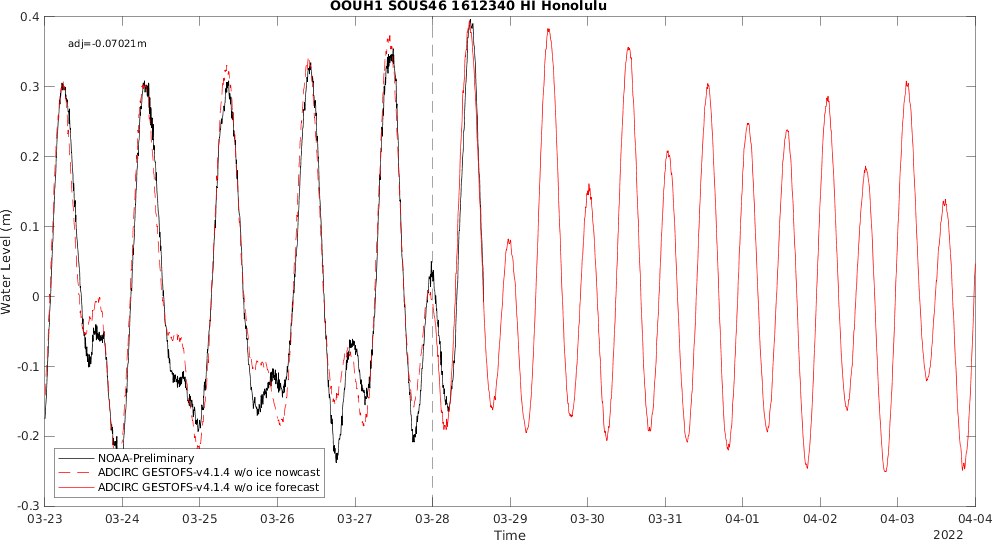 OOUH1 SOUS46 1612340 HI Honolulu
adj=-0.07021m
Water Level (m)
0.4
0.3
0.2
0.1
0
-0.1
-0.2
-0.3
NOAA-Preliminary
ADCIRC GESTOFS-v4.1.4 w/o ice nowcast
ADCIRC GESTOFS-v4.1.4 w/o ice forecast
03-23 03-24 03-25 03-26 03-27 03-28 03-29 03-30 03-31 04-01 04-02 04-03 04-04
Time
2022